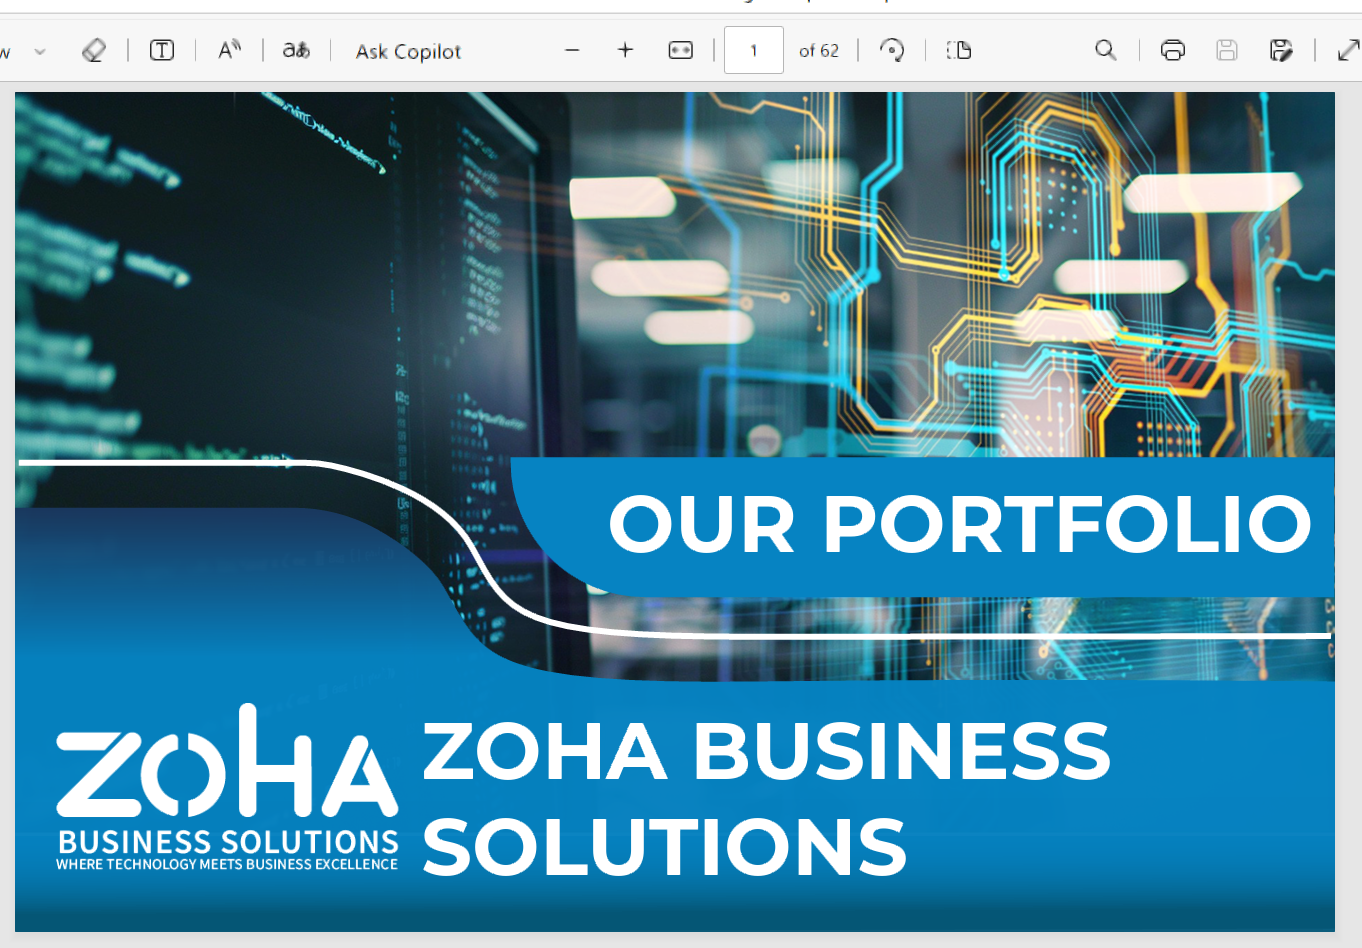 Ask Copilot
1
of 62
OUR PORTFOLIO
ZOHA
BUSINESS SOLUTIONS
WHERE TECHNOLOGY MEETS BUSINESS EXCELLENCE
ZOHA BUSINESS
SOLUTIONS